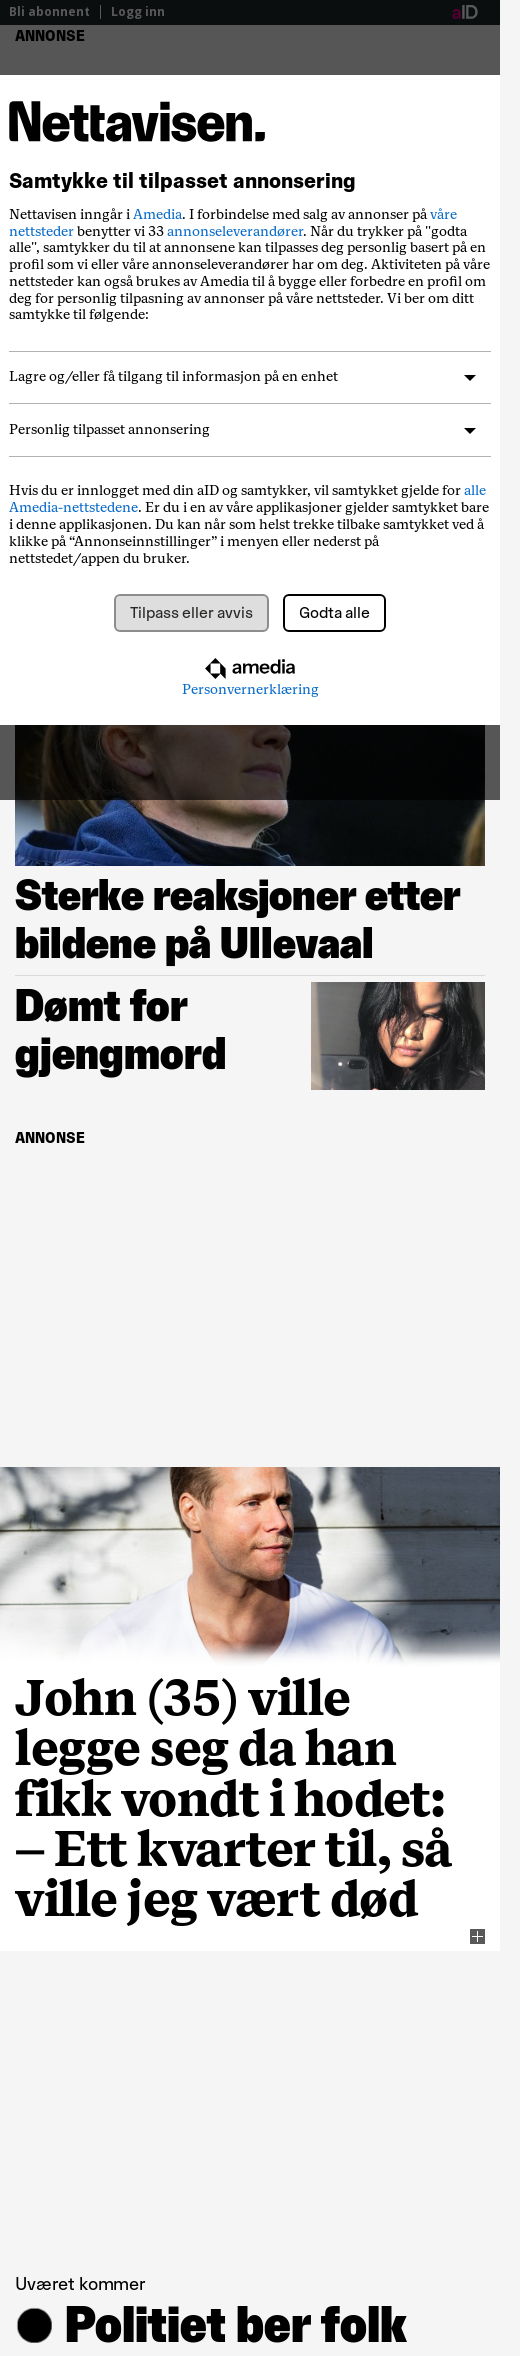 Bli abonnent | Logg inn
aID
ANNONSE
Nettavisen.
Samtykke til tilpasset annonsering
Nettavisen inngår i Amedia. I forbindelse med salg av annonser på våre
nettsteder benytter vi 33 annonseleverandører. Når du trykker på "godta
alle", samtykker du til at annonsene kan tilpasses deg personlig basert på en
profil som vi eller våre annonseleverandører har om deg. Aktiviteten på våre
nettsteder kan også brukes av Amedia til å bygge eller forbedre en profil om
deg for personlig tilpasning av annonser på våre nettsteder. Vi ber om ditt
samtykke til følgende:
Lagre og/eller få tilgang til informasjon på en enhet
Personlig tilpasset annonsering
Hvis du er innlogget med din aID og samtykker, vil samtykket gjelde for alle
Amedia-nettstedene. Er du i en av våre applikasjoner gjelder samtykket bare
i denne applikasjonen. Du kan når som helst trekke tilbake samtykket ved å
klikke på “Annonseinnstillinger” i menyen eller nederst på
nettstedet/appen du bruker.
Tilpass eller avvis Godta alle
amedia
Personvernerklæring
Sterke reaksjoner etter
bildene på Ullevaal
Dømt for
gjengmord
ANNONSE
John (35) ville
legge seg da han
fikk vondt i hodet:
– Ett kvarter til, så
ville jeg vært død
Uværet kommer
Politiet ber folk